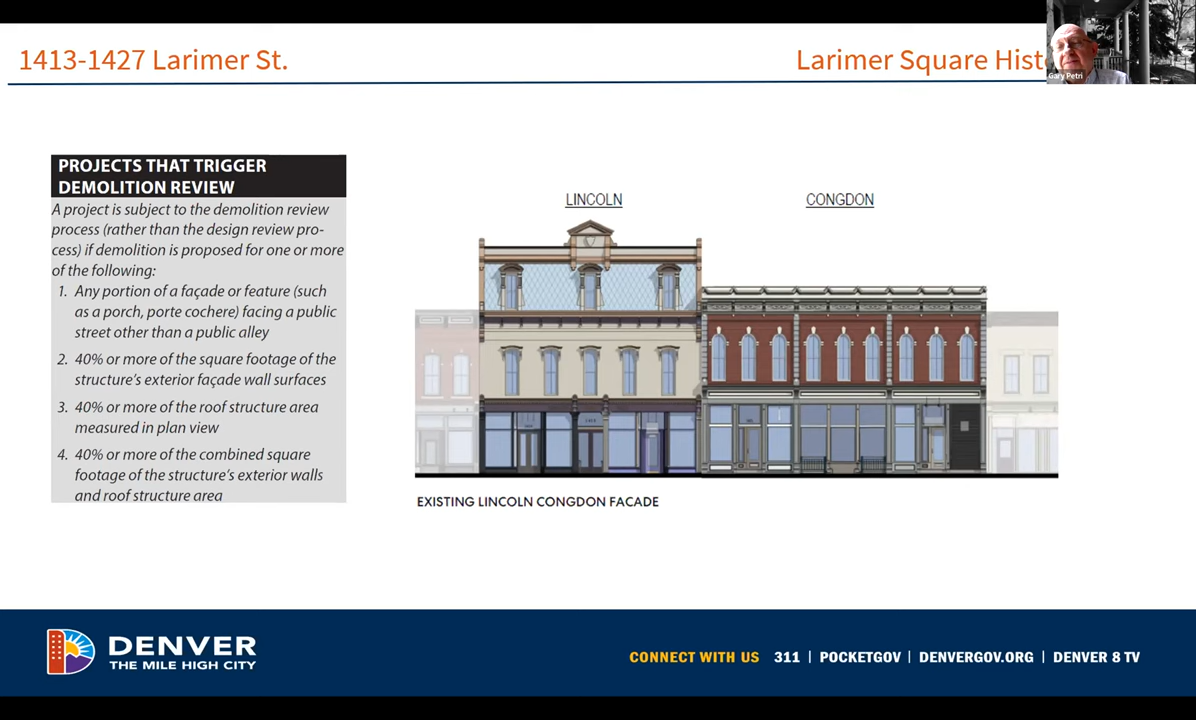 1413-1427 Larimer St.
Larimer Square Hist
Gary Petri
PROJECTS THAT TRIGGER
DEMOLITION REVIEW
A project is subject to the demolition review
process (rather than the design review pro-
cess) if demolition is proposed for one or more
of the following:
1. Any portion of a façade or feature (such
as a porch, porte cochere) facing a public
street other than a public alley
2. 40% or more of the square footage of the
structure's exterior façade wall surfaces
3. 40% or more of the roof structure area
measured in plan view
4. 40% or more of the combined square
footage of the structure's exterior walls
and roof structure area
LINCOLN
CONGDON
EXISTING LINCOLN CONGDON FACADE
DENVER
THE MILE HIGH CITY
CONNECT WITH US 311 | POCKETGOV | DENVERGOV.ORG | DENVER 8 TV